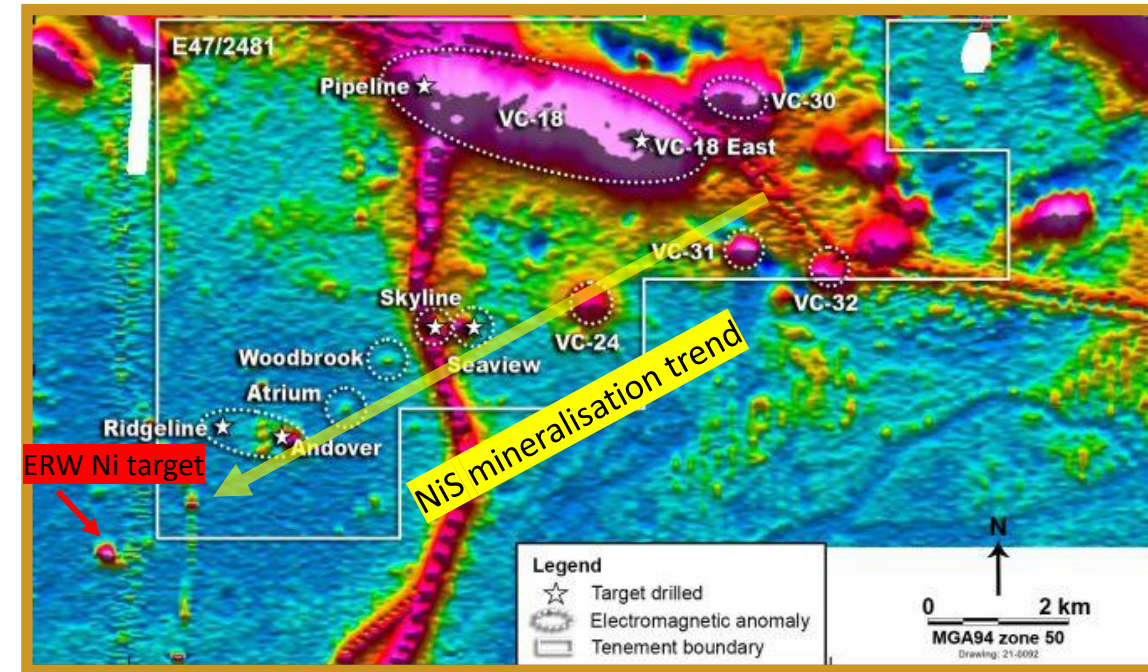 E47/2481
Pipeline
VC-18
VC-30
VC-18 East
VC-31
VC-32
Skyline
Seaview
VC-24
Woodbrook
Atrium
Ridgeline
Andover
ERW Ni target
NiS mineralisation trend
Legend
Target drilled
Electromagnetic anomaly
Tenement boundary
N
0 2 km
MGA94 zone 50
Drawing: 21-0092